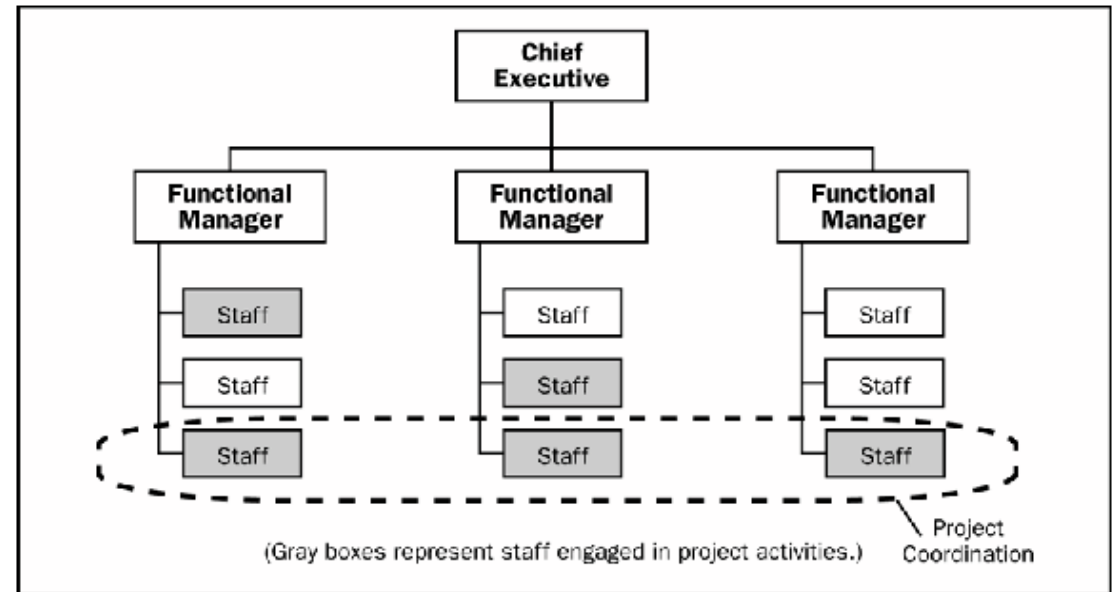 Chief
Executive
Functional
Manager
Functional
Manager
Functional
Manager
Staff
Staff
Staff
Staff
Staff
Staff
Staff
Staff
Staff
(Gray boxes represent staff engaged in project activities.)
Project
Coordination